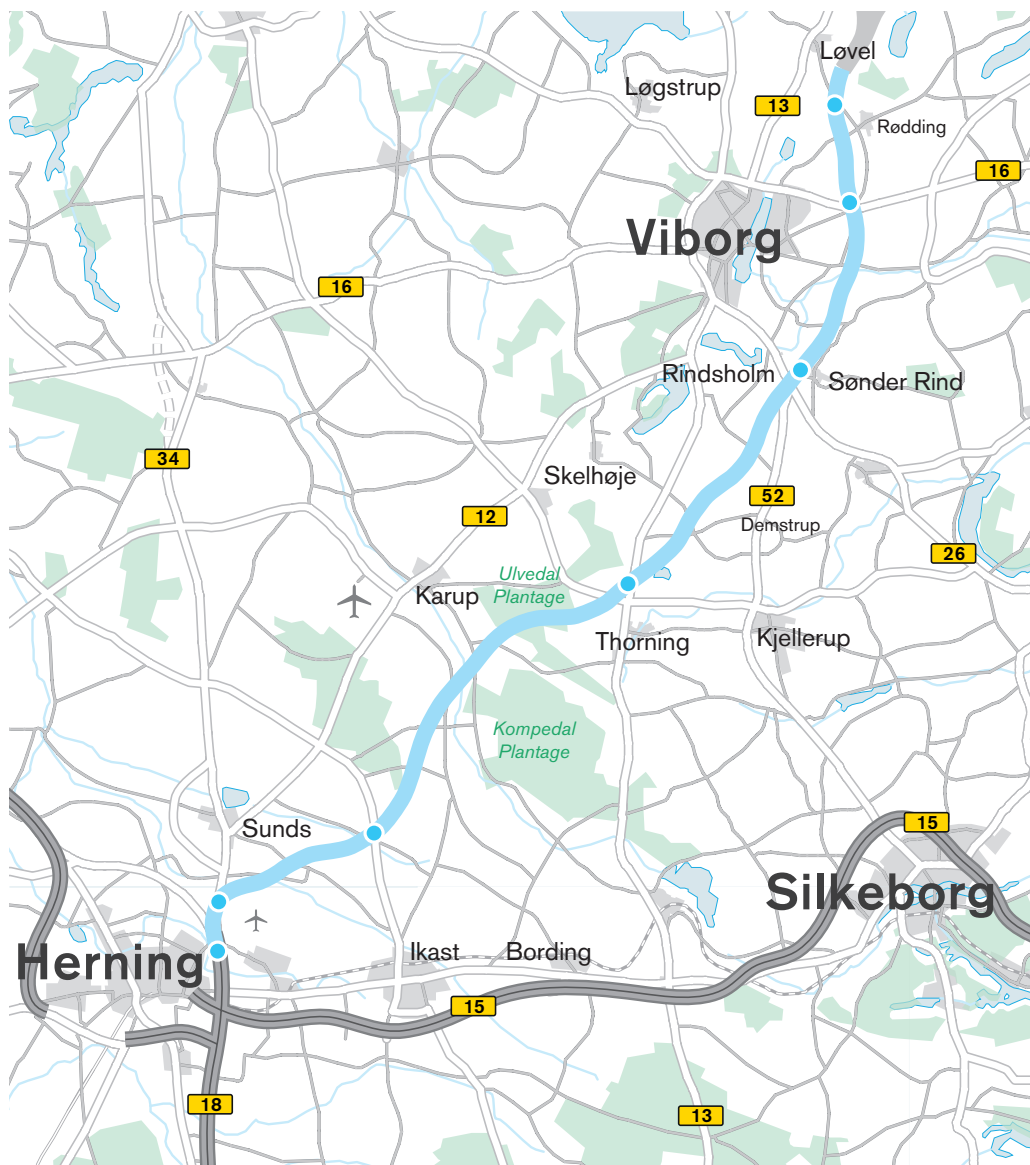 Løvel
Løgstrup
13
Rødding
16
Viborg
16
Rindsholm
Sønder Rind
34
Skelhøje
52
12
Demstrup
26
Ulvedal
Plantage
Karup
Thorning
Kjellerup
Kompedal
Plantage
Sunds
15
Silkeborg
Herning
Ikast
Bording
15
18
13